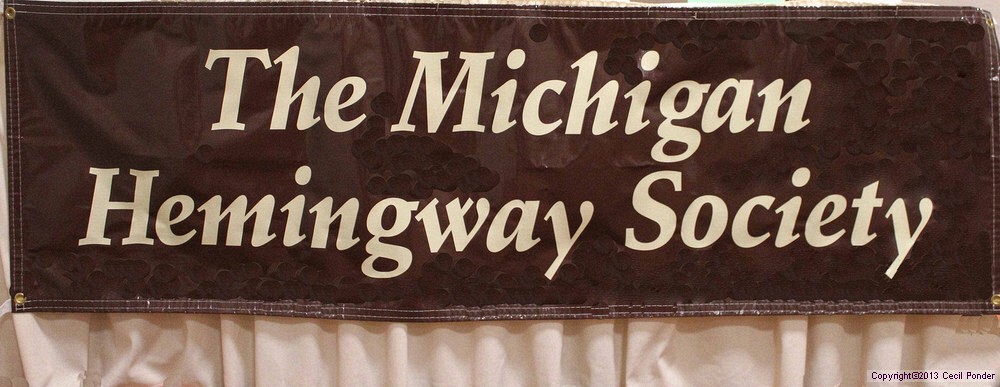 The Michigan
Hemingway Society
Copyright©2013 Cecil Ponder